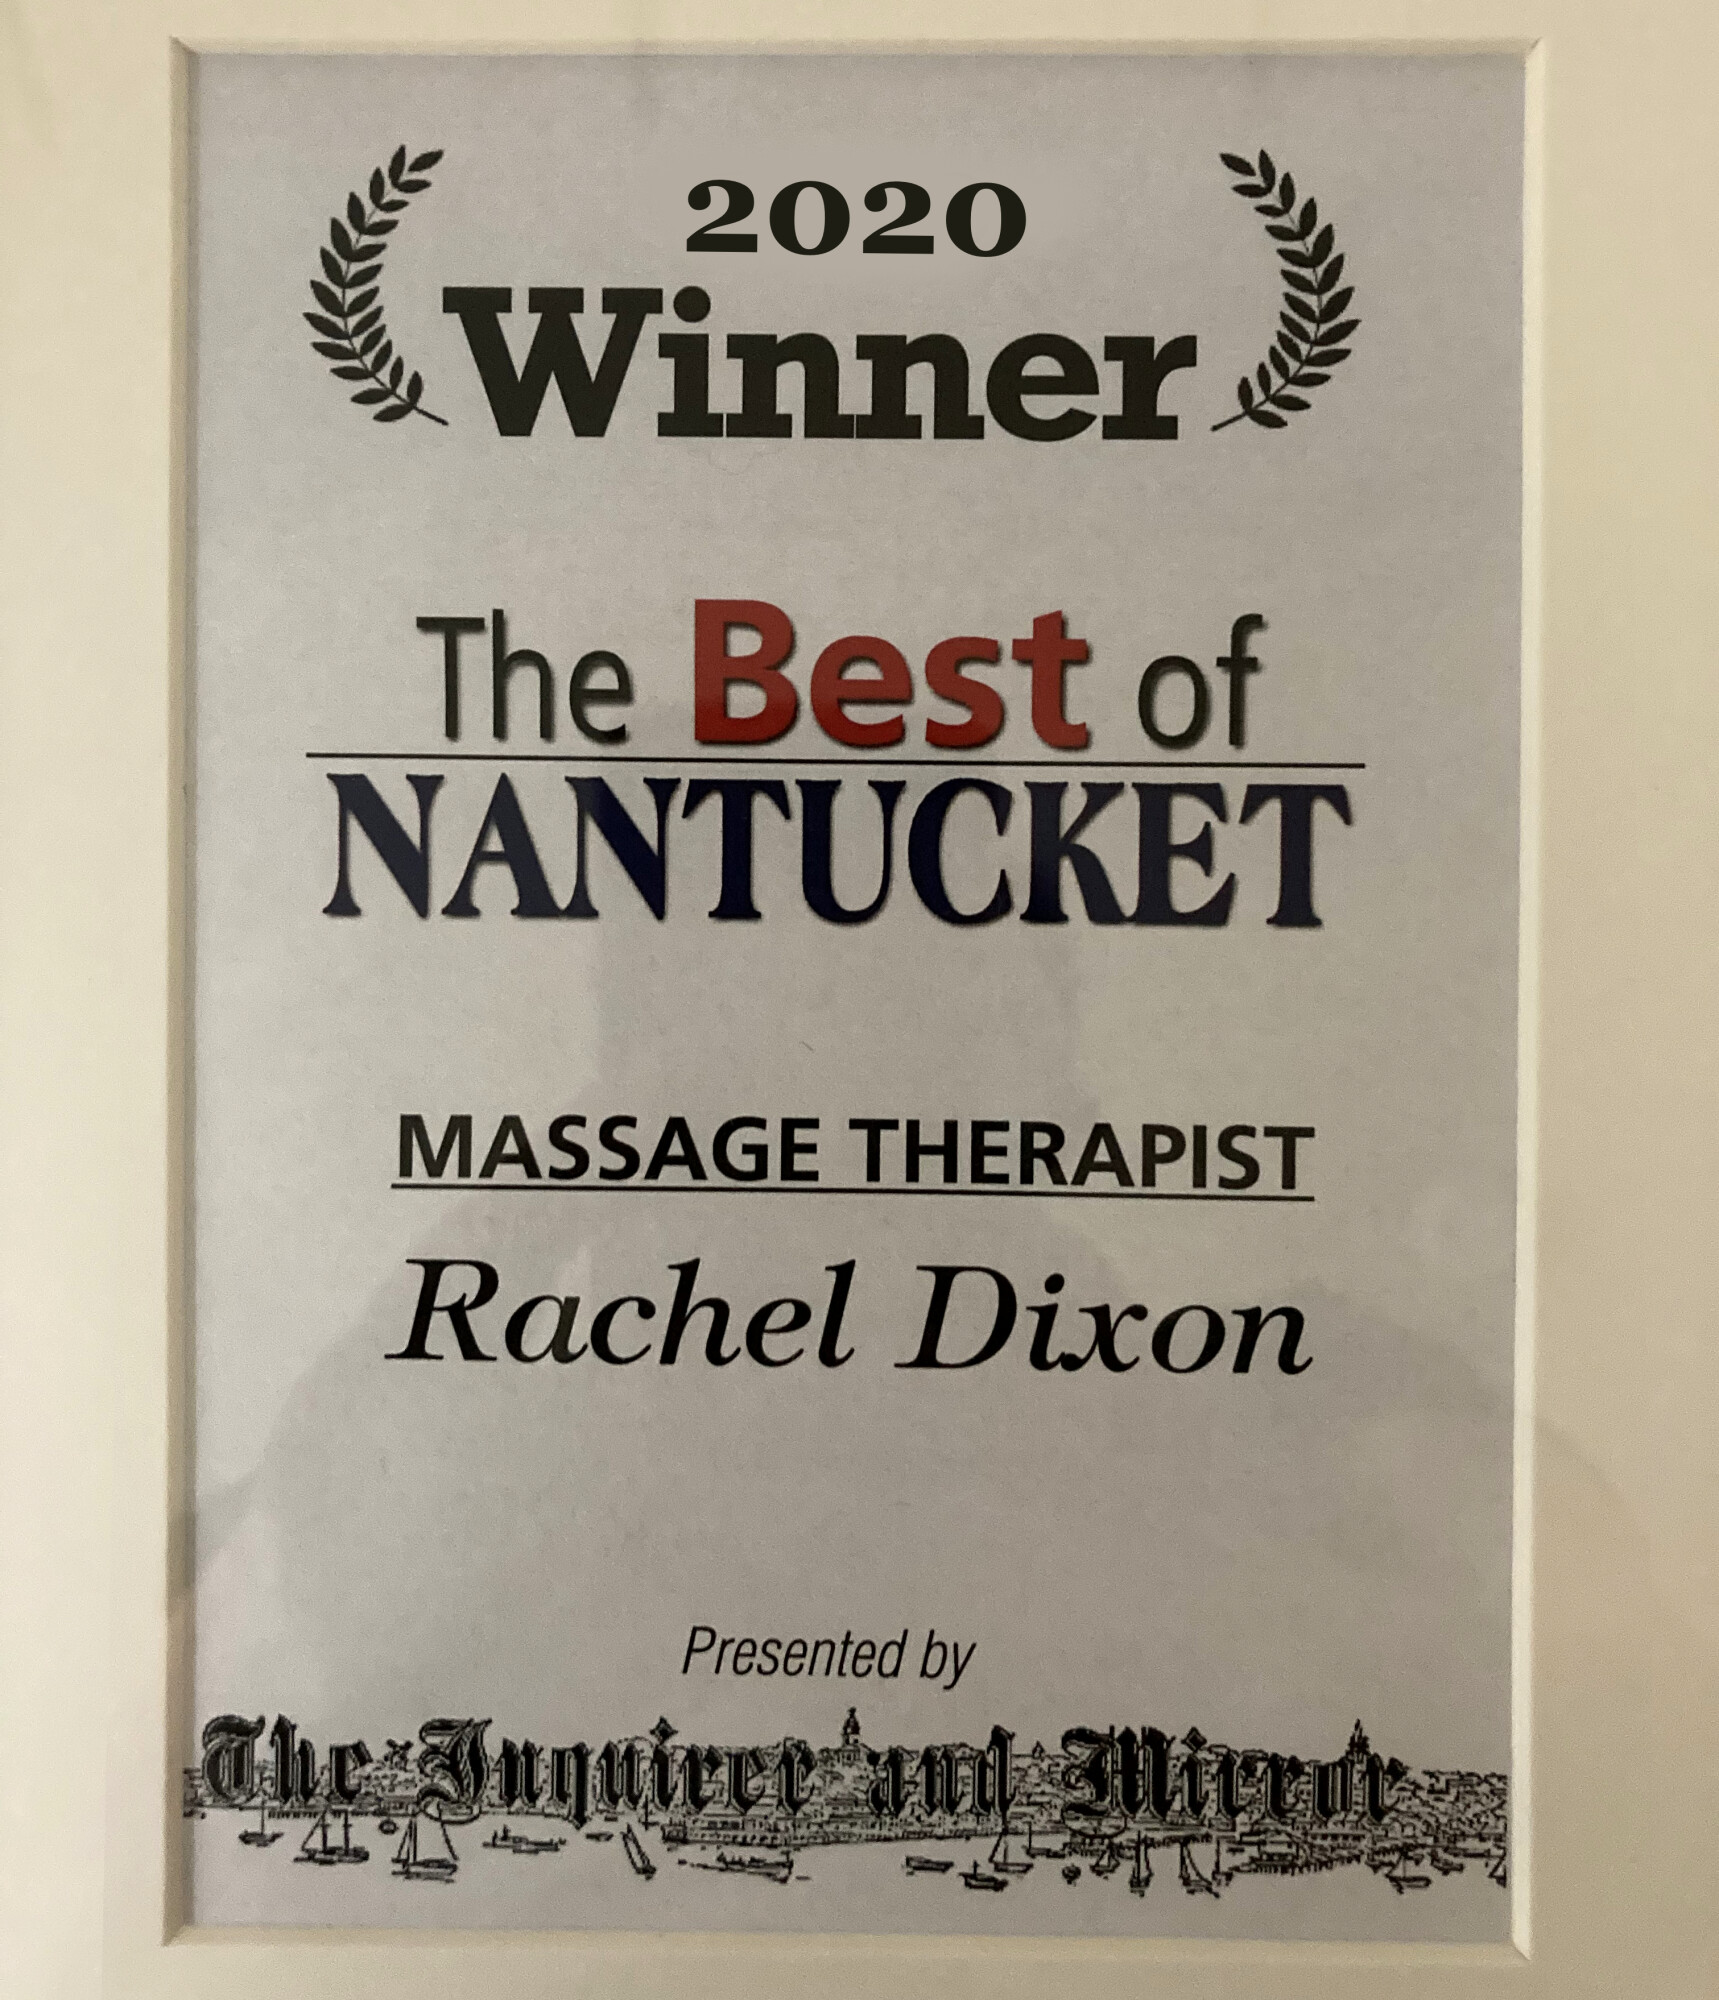 2020
Winner
The Best of
NANTUCKET
MASSAGE THERAPIST
Rachel Dixon
Presented by
The Inquirer and Mirror